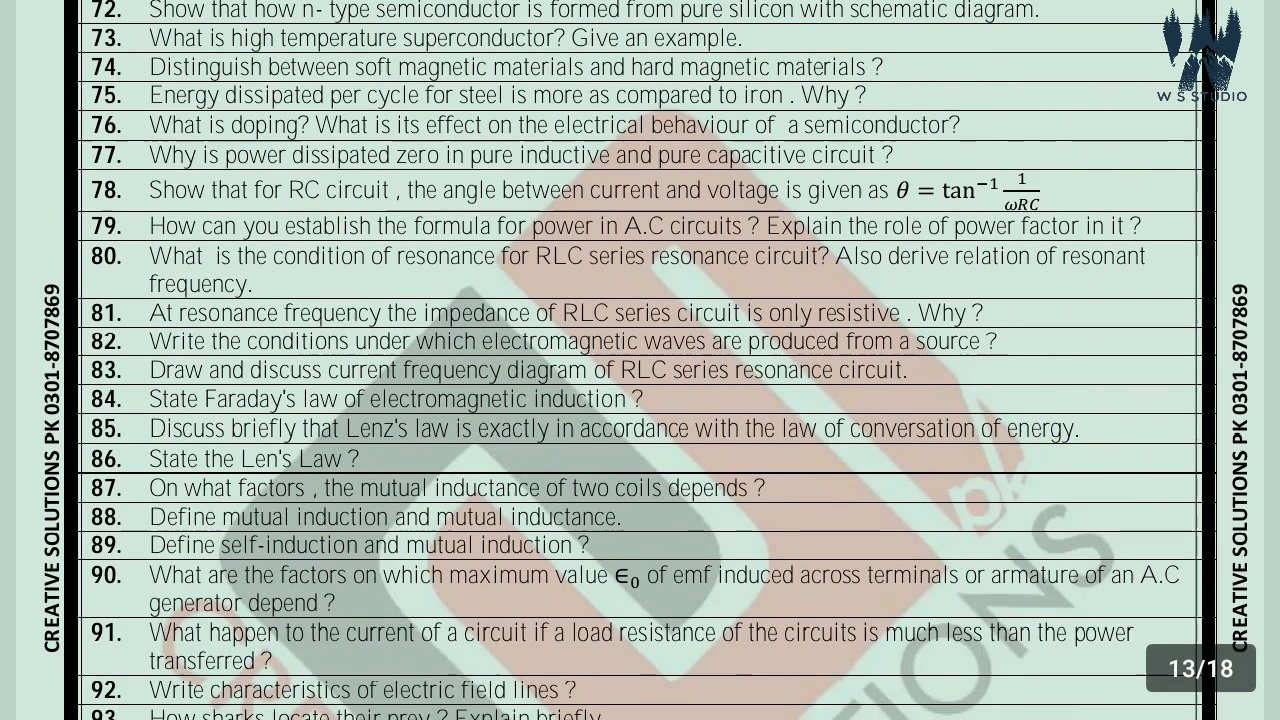 72. Show that how n- type semiconductor is formed from pure silicon with schematic diagram.
73. What is high temperature superconductor? Give an example.
74. Distinguish between soft magnetic materials and hard magnetic materials ?
75. Energy dissipated per cycle for steel is more as compared to iron . Why ?
76. What is doping? What is its effect on the electrical behaviour of a semiconductor?
77. Why is power dissipated zero in pure inductive and pure capacitive circuit ?
78. Show that for RC circuit , the angle between current and voltage is given as θ = tan⁻¹ 1/ωRC
79. How can you establish the formula for power in A.C circuits ? Explain the role of power factor in it ?
80. What is the condition of resonance for RLC series resonance circuit? Also derive relation of resonant
frequency.
81. At resonance frequency the impedance of RLC series circuit is only resistive . Why ?
82. Write the conditions under which electromagnetic waves are produced from a source ?
83. Draw and discuss current frequency diagram of RLC series resonance circuit.
84. State Faraday's law of electromagnetic induction ?
85. Discuss briefly that Lenz's law is exactly in accordance with the law of conversation of energy.
86. State the Len's Law ?
87. On what factors , the mutual inductance of two coils depends ?
88. Define mutual induction and mutual inductance.
89. Define self-induction and mutual induction ?
90. What are the factors on which maximum value ϵ₀ of emf induced across terminals or armature of an A.C
generator depend ?
91. What happen to the current of a circuit if a load resistance of the circuits is much less than the power
transferred ?
92. Write characteristics of electric field lines ?
93. How sharks locate their prey ? Explain briefly
CREATIVE SOLUTIONS PK 0301-8707869
CREATIVE SOLUTIONS PK 0301-8707869
W S STUDIO
13/18
pk
IONS